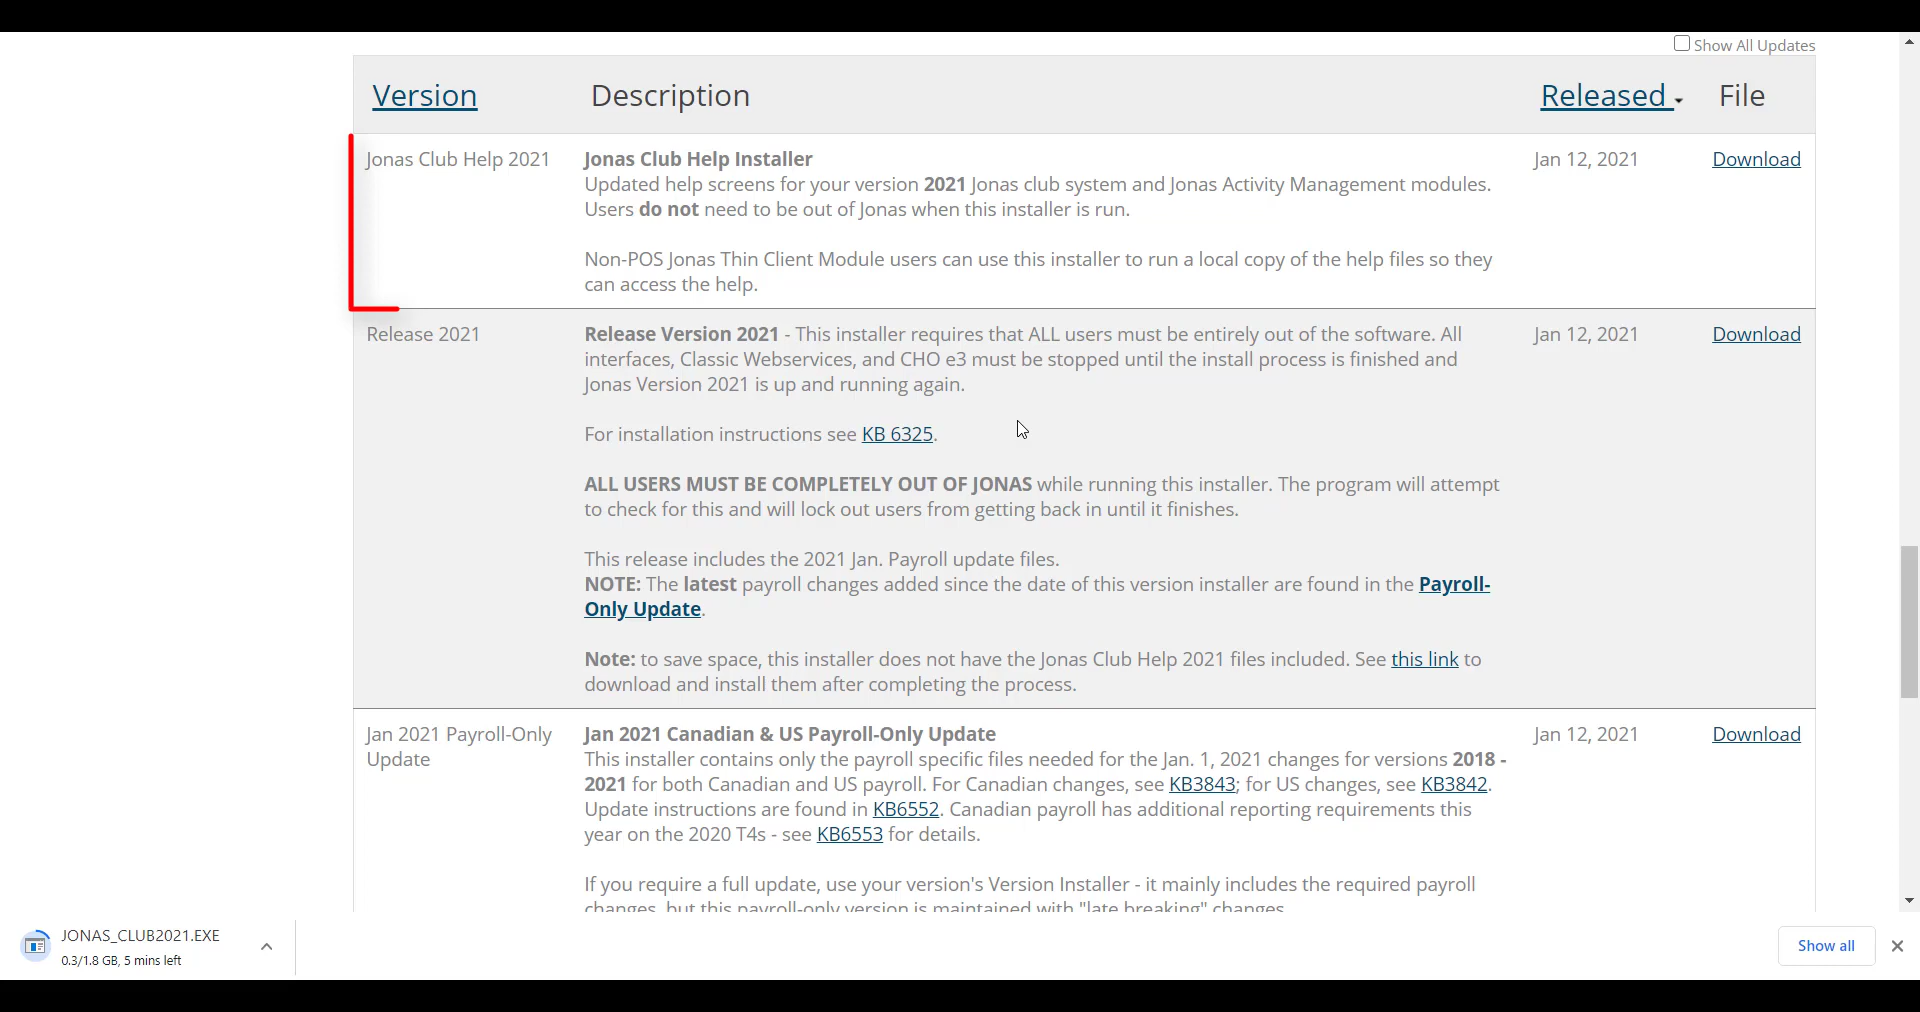 Show All Updates
Version Description Released File
Jonas Club Help 2021 Jonas Club Help Installer Jan 12, 2021 Download
Updated help screens for your version 2021 Jonas club system and Jonas Activity Management modules.
Users do not need to be out of Jonas when this installer is run.
Non-POS Jonas Thin Client Module users can use this installer to run a local copy of the help files so they
can access the help.
Release 2021 Release Version 2021 - This installer requires that ALL users must be entirely out of the software. All Jan 12, 2021 Download
interfaces, Classic Webservices, and CHO e3 must be stopped until the install process is finished and
Jonas Version 2021 is up and running again.
For installation instructions see KB 6325.
ALL USERS MUST BE COMPLETELY OUT OF JONAS while running this installer. The program will attempt
to check for this and will lock out users from getting back in until it finishes.
This release includes the 2021 Jan. Payroll update files.
NOTE: The latest payroll changes added since the date of this version installer are found in the Payroll-
Only Update.
Note: to save space, this installer does not have the Jonas Club Help 2021 files included. See this link to
download and install them after completing the process.
Jan 2021 Payroll-Only Jan 2021 Canadian & US Payroll-Only Update Jan 12, 2021 Download
Update This installer contains only the payroll specific files needed for the Jan. 1, 2021 changes for versions 2018 -
2021 for both Canadian and US payroll. For Canadian changes, see KB3843; for US changes, see KB3842.
Update instructions are found in KB6552. Canadian payroll has additional reporting requirements this
year on the 2020 T4s - see KB6553 for details.
If you require a full update, use your version's Version Installer - it mainly includes the required payroll
changes, but this payroll-only version is maintained with "late breaking" changes.
JONAS_CLUB2021.EXE
0.3/1.8 GB, 5 mins left
Show all